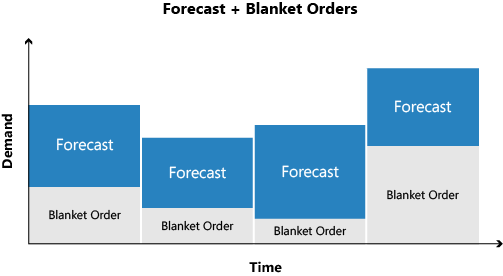 Forecast + Blanket Orders
Demand
Forecast
Blanket Order
Forecast
Blanket Order
Forecast
Blanket Order
Forecast
Blanket Order
Time